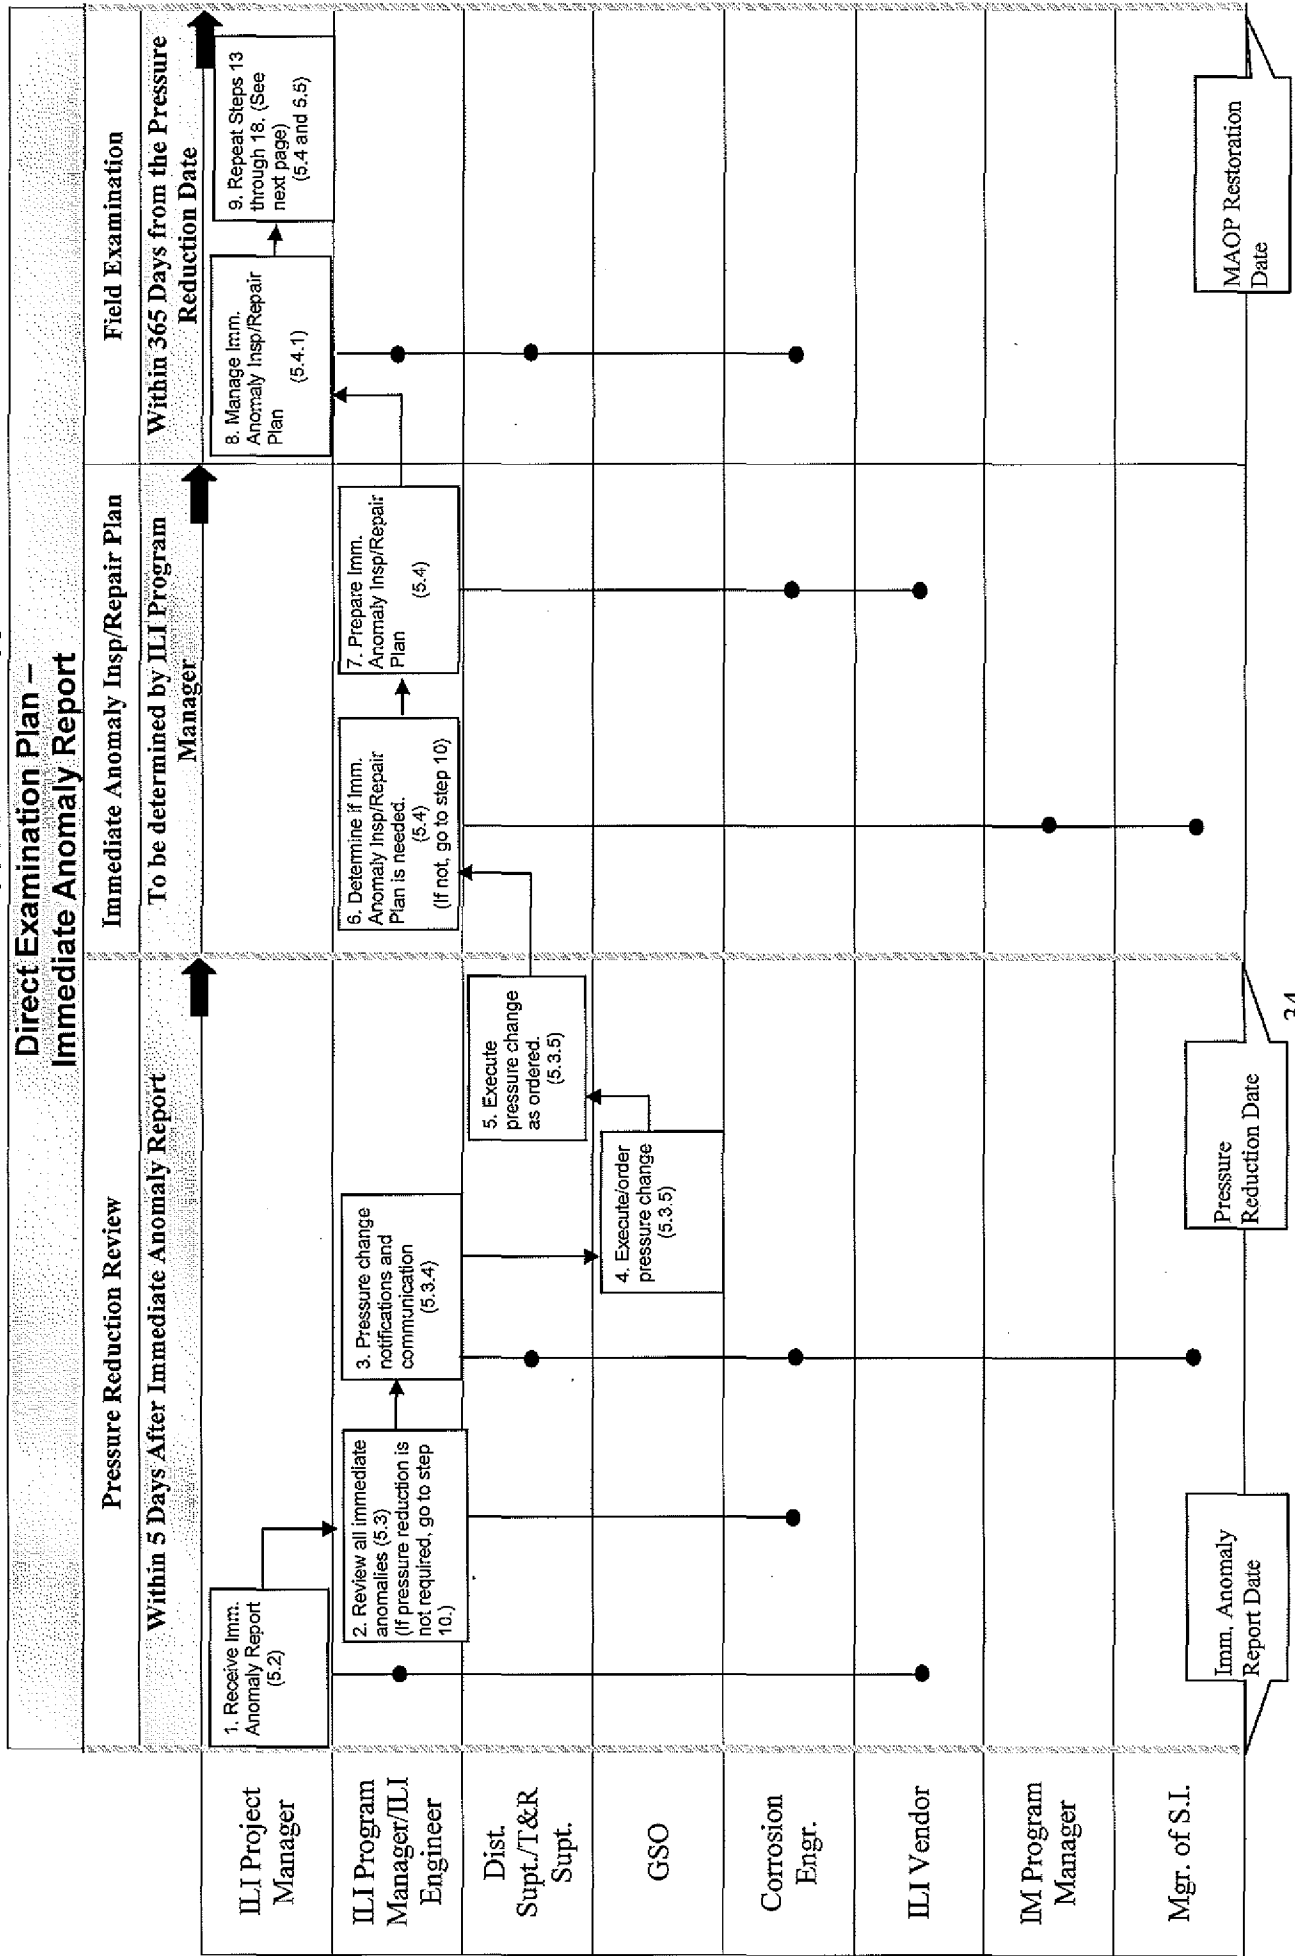 Direct Examination Plan –
Immediate Anomaly Report
Pressure Reduction Review
Immediate Anomaly Insp/Repair Plan
Field Examination
Within 5 Days After Immediate Anomaly Report
To be determined by ILI Program
Manager
Within 365 Days from the Pressure
Reduction Date
ILI Project
Manager
1. Receive Imm.
Anomaly Report
(5.2)
8. Manage Imm.
Anomaly Insp/Repair
Plan
(5.4.1)
9. Repeat Steps 13
through 18. (See
next page)
(5.4 and 5.5)
ILI Program
Manager/ILI
Engineer
2. Review all immediate
anomalies (5.3)
(If pressure reduction is
not required, go to step
10.)
3. Pressure change
notifications and
communication
(5.3.4)
6. Determine if Imm.
Anomaly Insp/Repair
Plan is needed.
(5.4)
(If not, go to step 10)
7. Prepare Imm.
Anomaly Insp/Repair
Plan
(5.4)
Dist.
Supt./T&R
Supt.
5. Execute
pressure change
as ordered.
(5.3.5)
GSO
4. Execute/order
pressure change
(5.3.5)
Corrosion
Engr.
ILI Vendor
IM Program
Manager
Mgr. of S.I.
Imm. Anomaly
Report Date
Pressure
Reduction Date
MAOP Restoration
Date
34